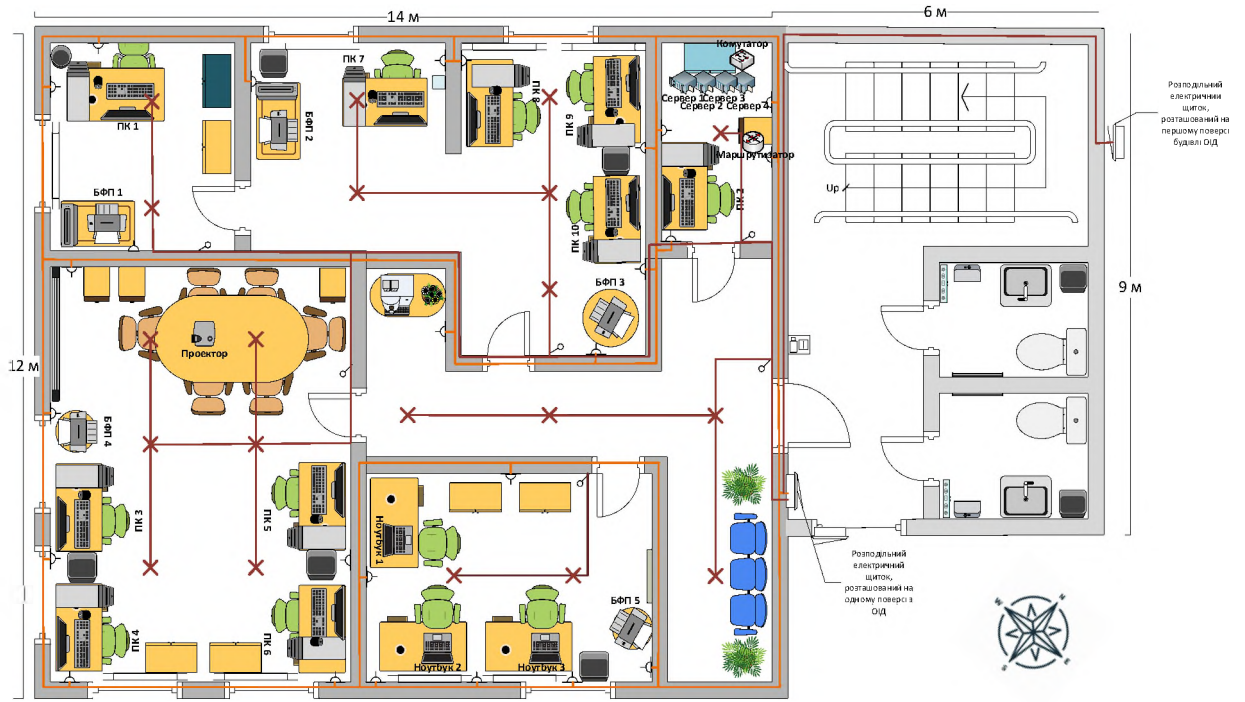 14 м
6 м
Комутатор
ПК 7
Сервер 1
Сервер 3
Сервер 2
Сервер 4
ПК 8
ПК 9
ПК 1
БФП 2
Маршрутизатор
Розподільний
електричний
щиток,
розташований на
першому поверсі
будівлі ОІД
БФП 1
ПК 2
Up
ПК 10
БФП 3
9 м
Проектор
12 м
БФП 4
ПК 3
ПК 5
Ноутбук 1
Розподільний
електричний
щиток,
розташований на
одному поверсі з
ОІД
БФП 5
ПК 4
ПК 6
Ноутбук 2
Ноутбук 3